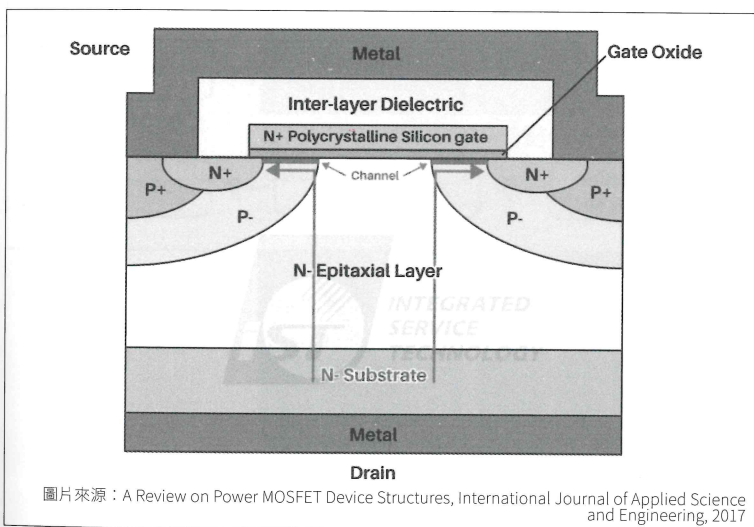 Source
Metal
Gate Oxide
Inter-layer Dielectric
N+ Polycrystalline Silicon gate
N+
Channel
N+
P+
P-
P-
P+
N- Epitaxial Layer
INTEGRATED
SERVICE
TECHNOLOGY
iST
N- Substrate
Metal
Drain
圖片來源：A Review on Power MOSFET Device Structures, International Journal of Applied Science
and Engineering, 2017